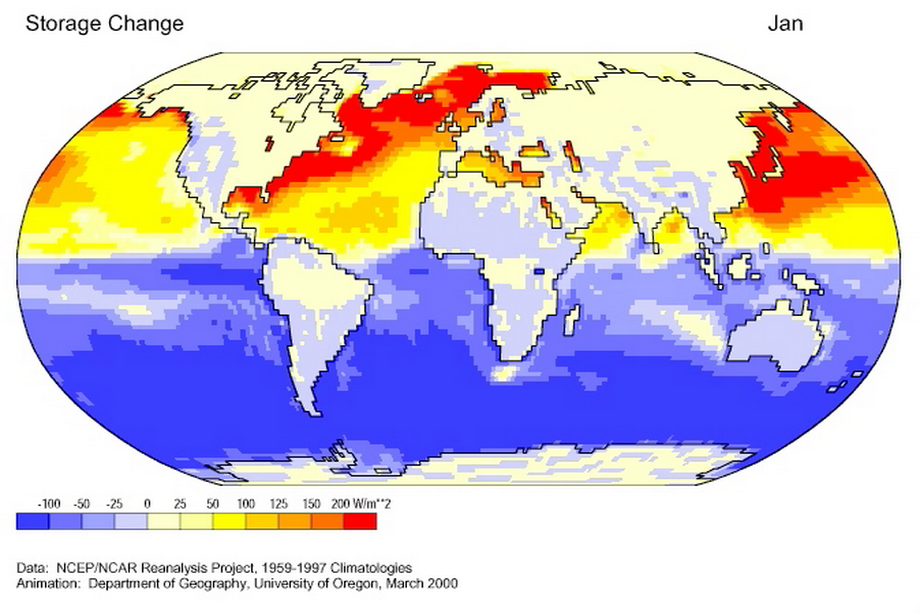 Storage Change
Jan
-100 -50 -25 0 25 50 100 125 150 200 W/m**2
Data: NCEP/NCAR Reanalysis Project, 1959-1997 Climatologies
Animation: Department of Geography, University of Oregon, March 2000